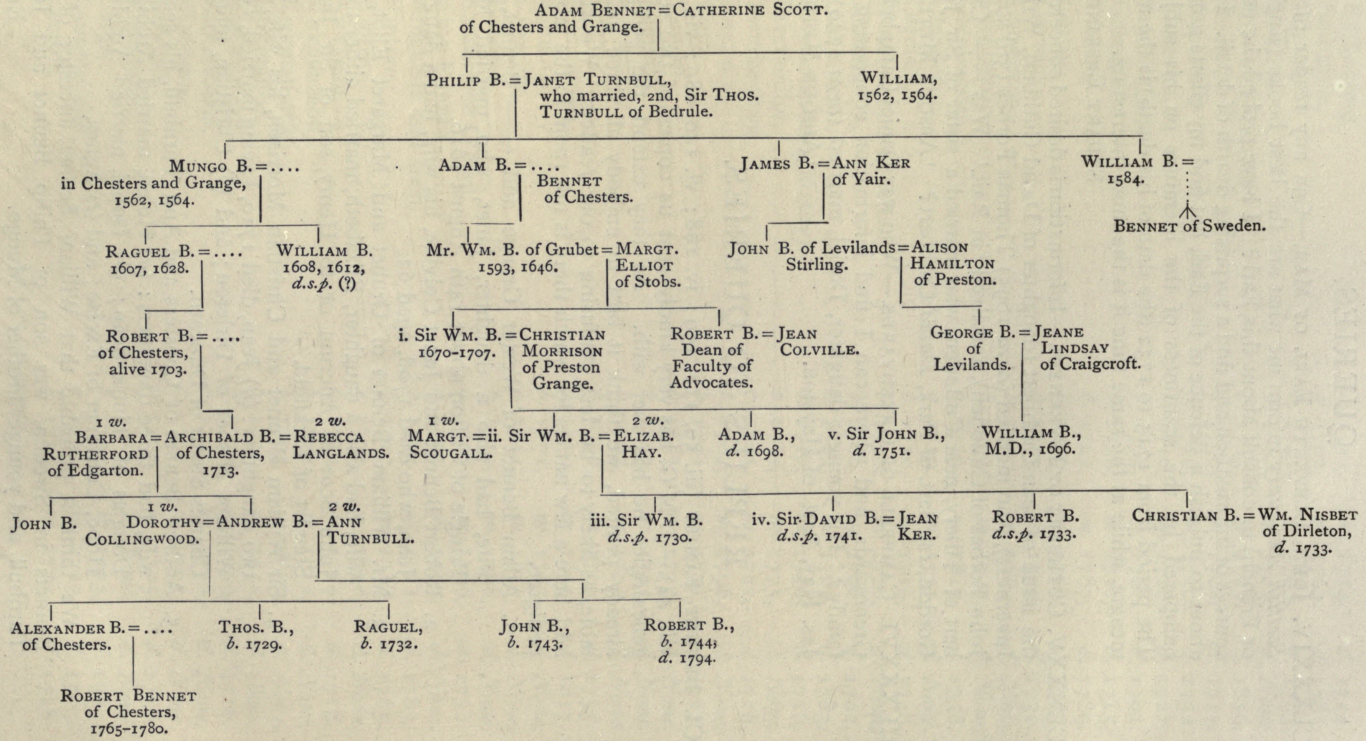 ADAM BENNET=CATHERINE SCOTT.
of Chesters and Grange.
PHILIP B.=JANET TURNBULL,
who married, 2nd, Sir THOS.
TURNBULL of Bedrule.
WILLIAM,
1562, 1564.
MUNGO B.=....
in Chesters and Grange,
1562, 1564.
ADAM B.=....
BENNET
of Chesters.
JAMES B.=ANN KER
of Yair.
WILLIAM B.=
1584.
BENNET of Sweden.
RAGUEL B.=....
1607, 1628.
WILLIAM B.
1608, 1612,
d.s.p. (?)
Mr. WM. B. of Grubet=MARGT.
1593, 1646.
ELLIOT
of Stobs.
JOHN B. of Levilands=ALISON
Stirling.
HAMILTON
of Preston.
ROBERT B.=....
of Chesters,
alive 1703.
i. Sir WM. B.=CHRISTIAN
1670-1707.
MORRISON
of Preston
Grange.
ROBERT B.=JEAN
Dean of
COLVILLE.
Faculty of
Advocates.
GEORGE B.=JEANE
of
LINDSAY
Levilands.
of Craigcroft.
1 w.
2 w.
BARBARA=ARCHIBALD B.=REBECCA
RUTHERFORD
of Chesters,
LANGLANDS.
of Edgarton.
1713.
1 w.
2 w.
MARGT.=ii. Sir WM. B.=ELIZAB.
SCOUGALL.
HAY.
ADAM B.,
d. 1698.
v. Sir JOHN B.,
d. 1751.
WILLIAM B.,
M.D., 1696.
JOHN B.
1 w.
2 w.
DOROTHY=ANDREW B.=ANN
COLLINGWOOD.
TURNBULL.
iii. Sir WM. B.
d.s.p. 1730.
iv. Sir DAVID B.=JEAN
d.s.p. 1741.
KER.
ROBERT B.
d.s.p. 1733.
CHRISTIAN B.=WM. NISBET
of Dirleton,
d. 1733.
ALEXANDER B.=....
of Chesters.
THOS. B.,
b. 1729.
RAGUEL,
b. 1732.
JOHN B.,
b. 1743.
ROBERT B.,
b. 1744,
d. 1794.
ROBERT BENNET
of Chesters,
1765-1780.